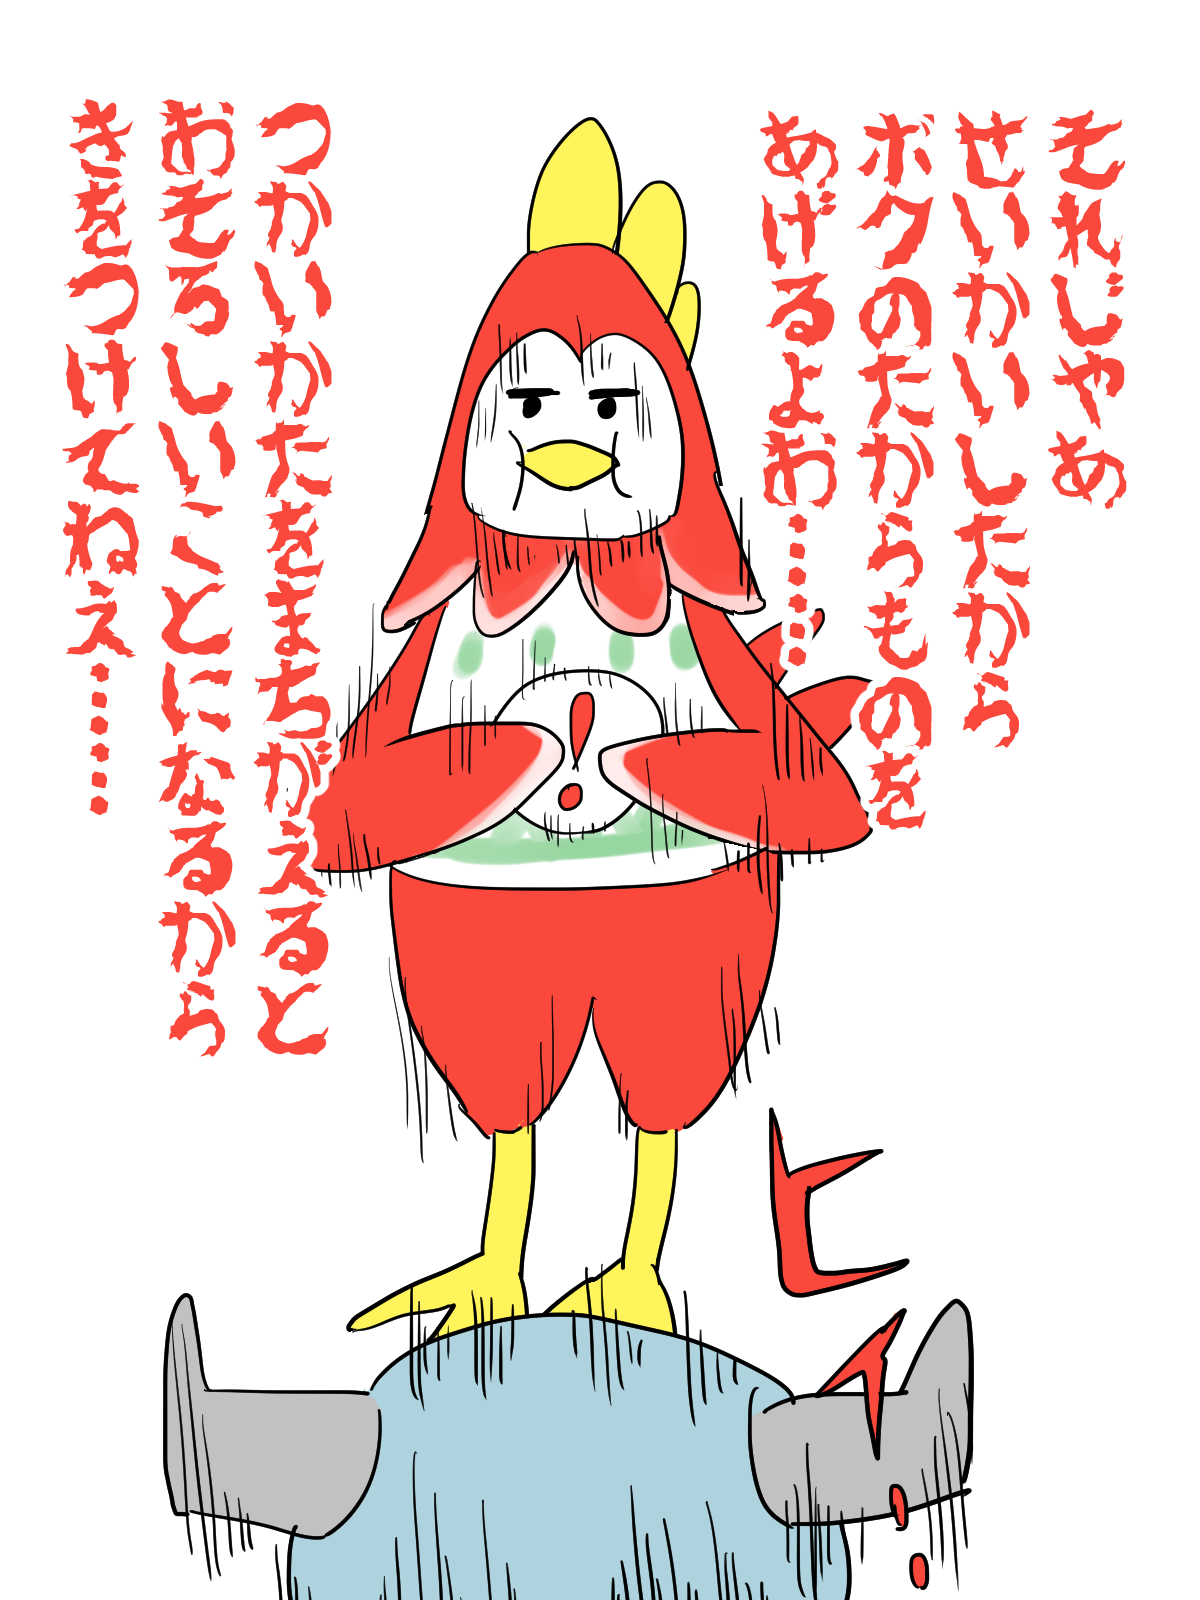 それじゃあ
せいかいしたから
ボクのたからものを
あげるよお……
!
つかいかたをまちがえると
おそろしいことになるから
きをつけてねえ……
ヒイ…